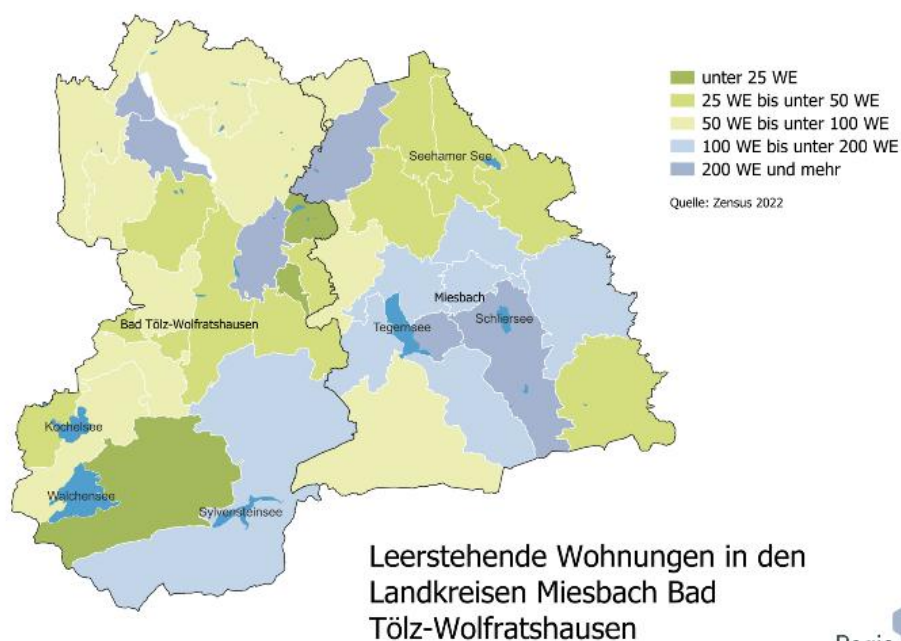 unter 25 WE
25 WE bis unter 50 WE
50 WE bis unter 100 WE
100 WE bis unter 200 WE
200 WE und mehr
Quelle: Zensus 2022
Seehamer See
Miesbach
Bad Tölz-Wolfratshausen
Tegernsee
Schliersee
Kochelsee
Walchensee
Sylvensteinsee
Leerstehende Wohnungen in den
Landkreisen Miesbach Bad
Tölz-Wolfratshausen